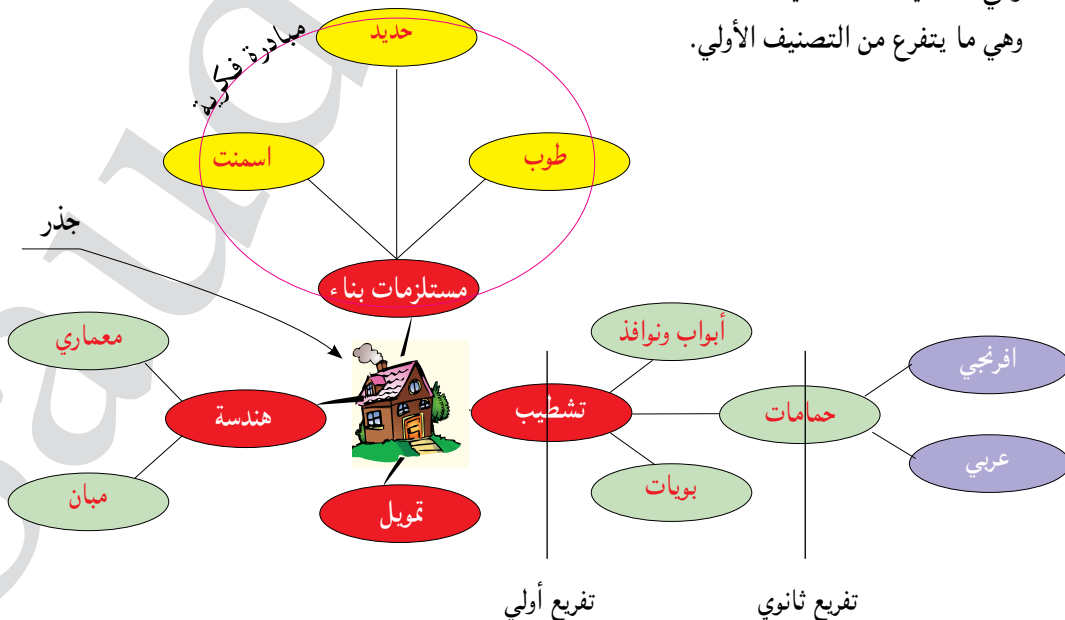 وهي ما يتفرع من التصنيف الأولي.
مبادرة فكرية
حديد
طوب
اسمنت
جذر
مستلزمات بناء
أبواب ونوافذ
معماري
افرنجي
تشطيب
حمامات
هندسة
عربي
بويات
مبان
تمويل
تفريع ثانوي
تفريع أولي